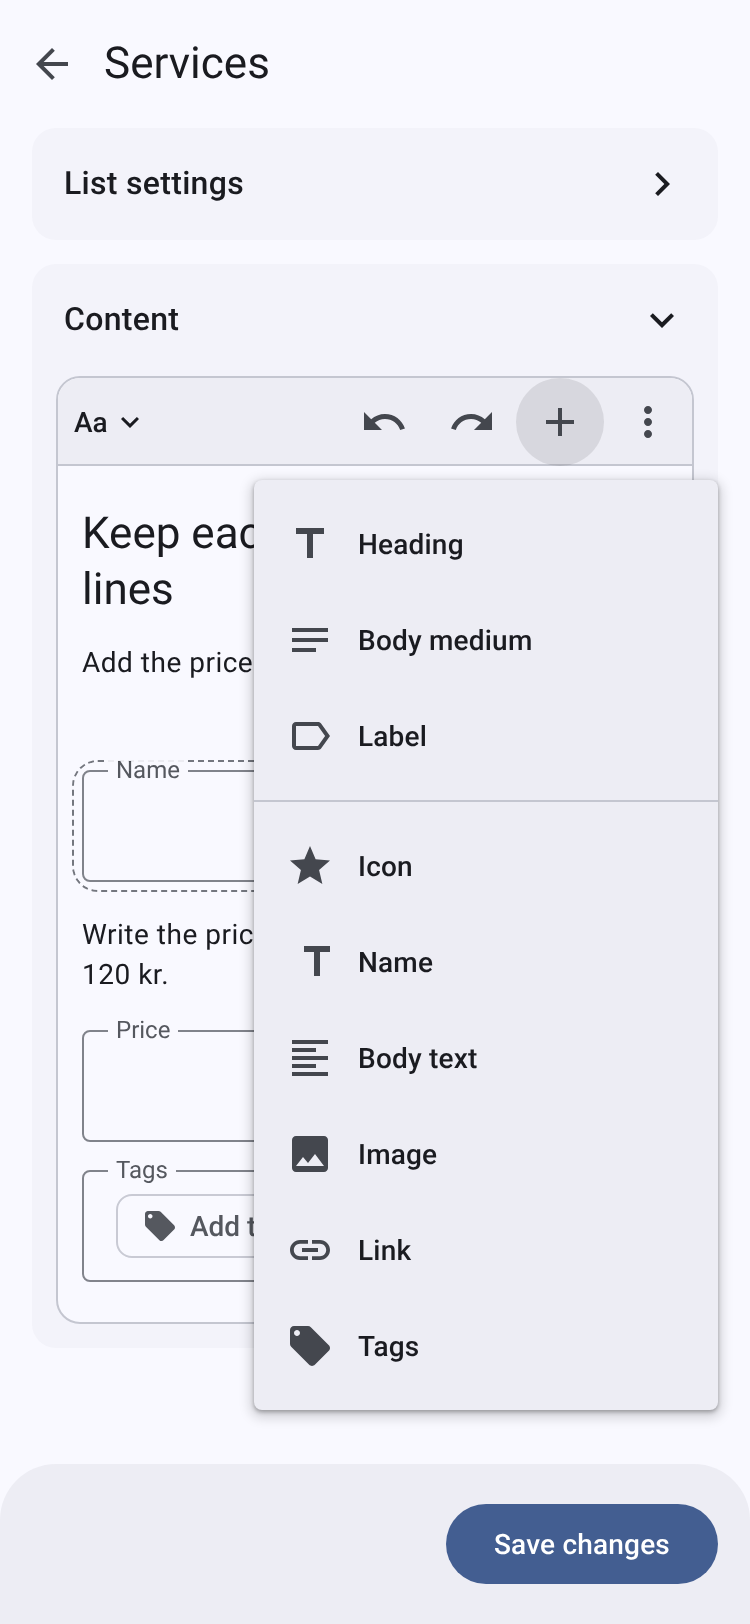 Services
List settings
Content
Aa
Keep eac
lines
Add the price
Name
Write the pric
120 kr.
Price
Tags
Add t
Heading
Body medium
Label
Icon
Name
Body text
Image
Link
Tags
Save changes